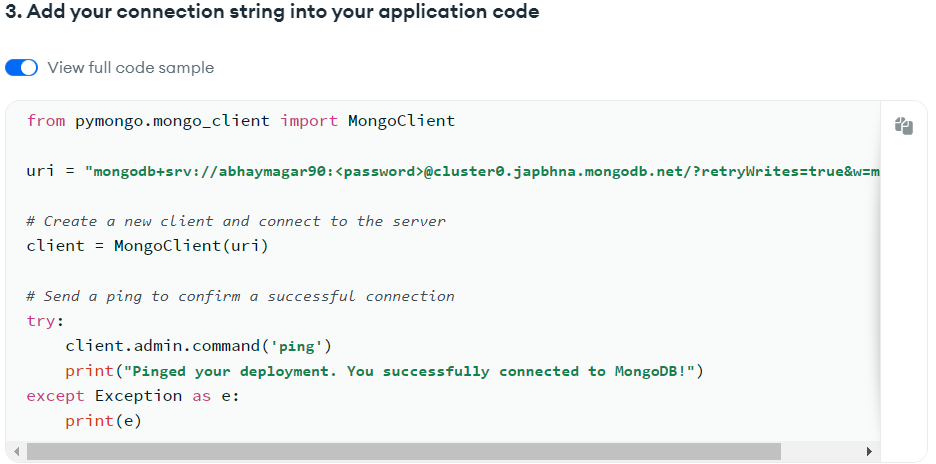 3. Add your connection string into your application code
View full code sample
from pymongo.mongo_client import MongoClient
uri = "mongodb+srv://abhaymagar90:<password>@cluster0.japbhna.mongodb.net/?retryWrites=true&w=m
# Create a new client and connect to the server
client = MongoClient(uri)
# Send a ping to confirm a successful connection
try:
    client.admin.command('ping')
    print("Pinged your deployment. You successfully connected to MongoDB!")
except Exception as e:
    print(e)